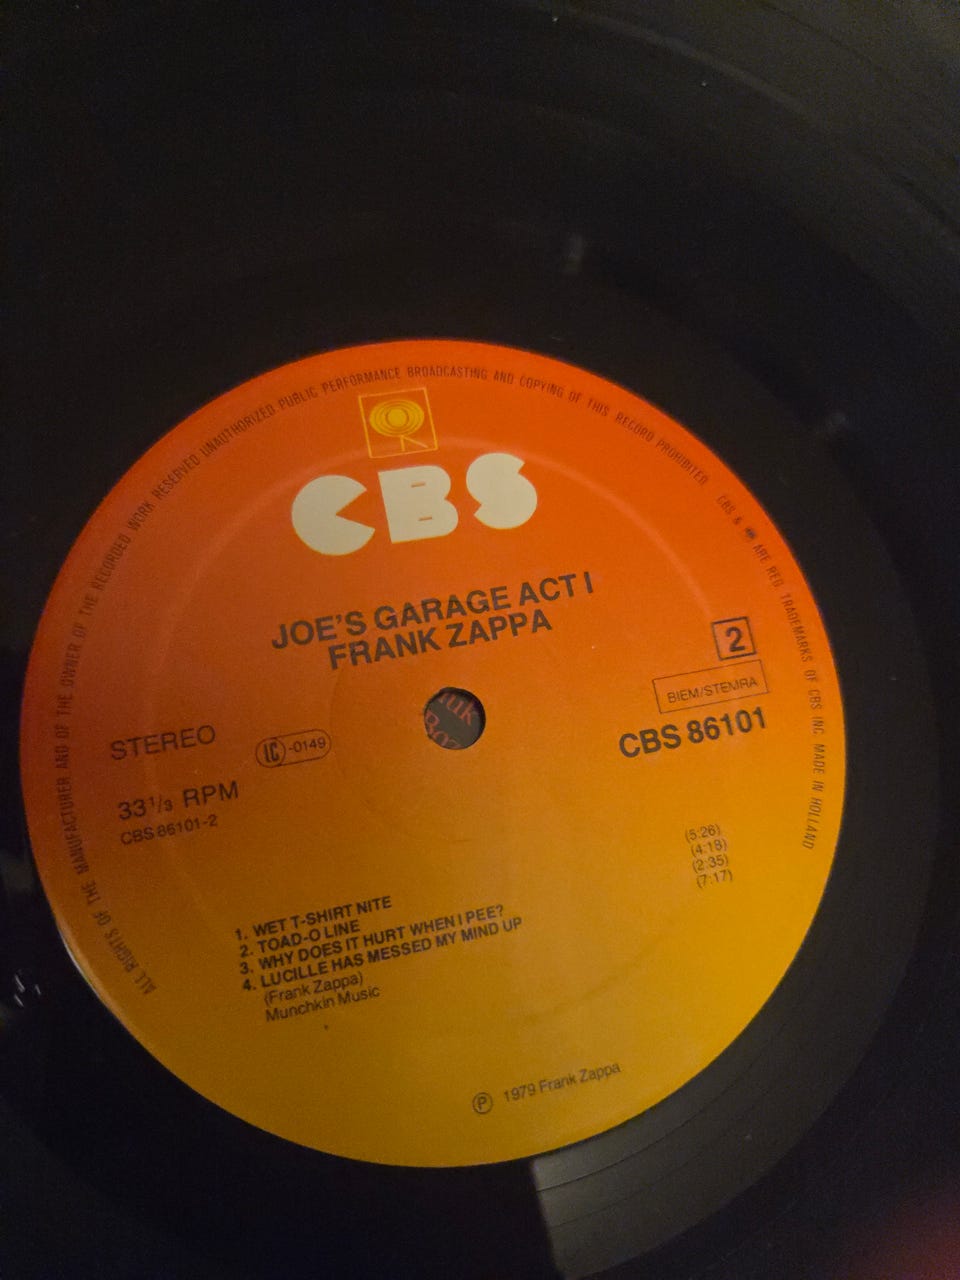 ALL RIGHTS OF THE MANUFACTURER AND OF THE OWNER OF THE RECORDED WORK RESERVED UNAUTHORIZED PUBLIC PERFORMANCE BROADCASTING AND COPYING OF THIS RECORD PROHIBITED CBS & ARE REG. TRADEMARKS OF CBS INC. MADE IN HOLLAND
CBS
JOE'S GARAGE ACT I
FRANK ZAPPA
2
BIEM/STEMRA
STEREO
LC -0149
CBS 86101
33 1/3 RPM
CBS 86101-2
1. WET T-SHIRT NITE (5:26)
2. TOAD-O LINE (4:18)
3. WHY DOES IT HURT WHEN I PEE? (2:35)
4. LUCILLE HAS MESSED MY MIND UP (7:17)
(Frank Zappa)
Munchkin Music
Ⓟ 1979 Frank Zappa